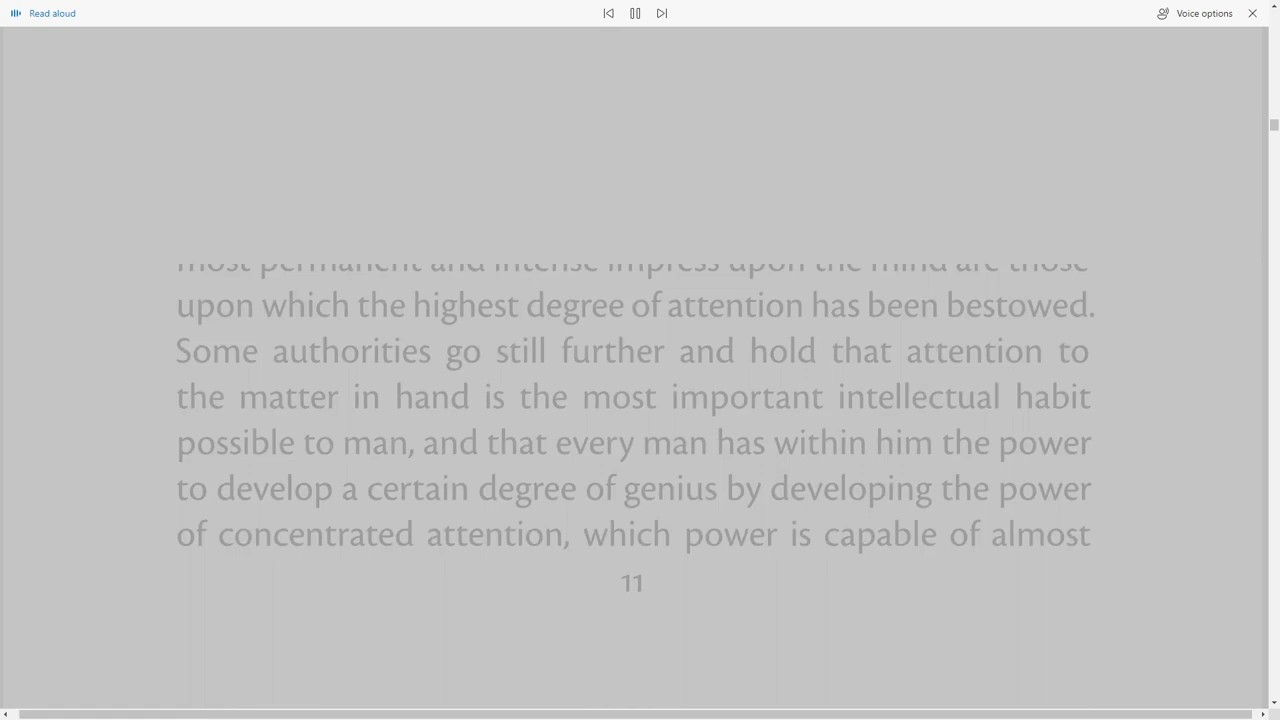 Read aloud
Voice options
most permanent and intense impress upon the mind are those
upon which the highest degree of attention has been bestowed.
Some authorities go still further and hold that attention to
the matter in hand is the most important intellectual habit
possible to man, and that every man has within him the power
to develop a certain degree of genius by developing the power
of concentrated attention, which power is capable of almost
11